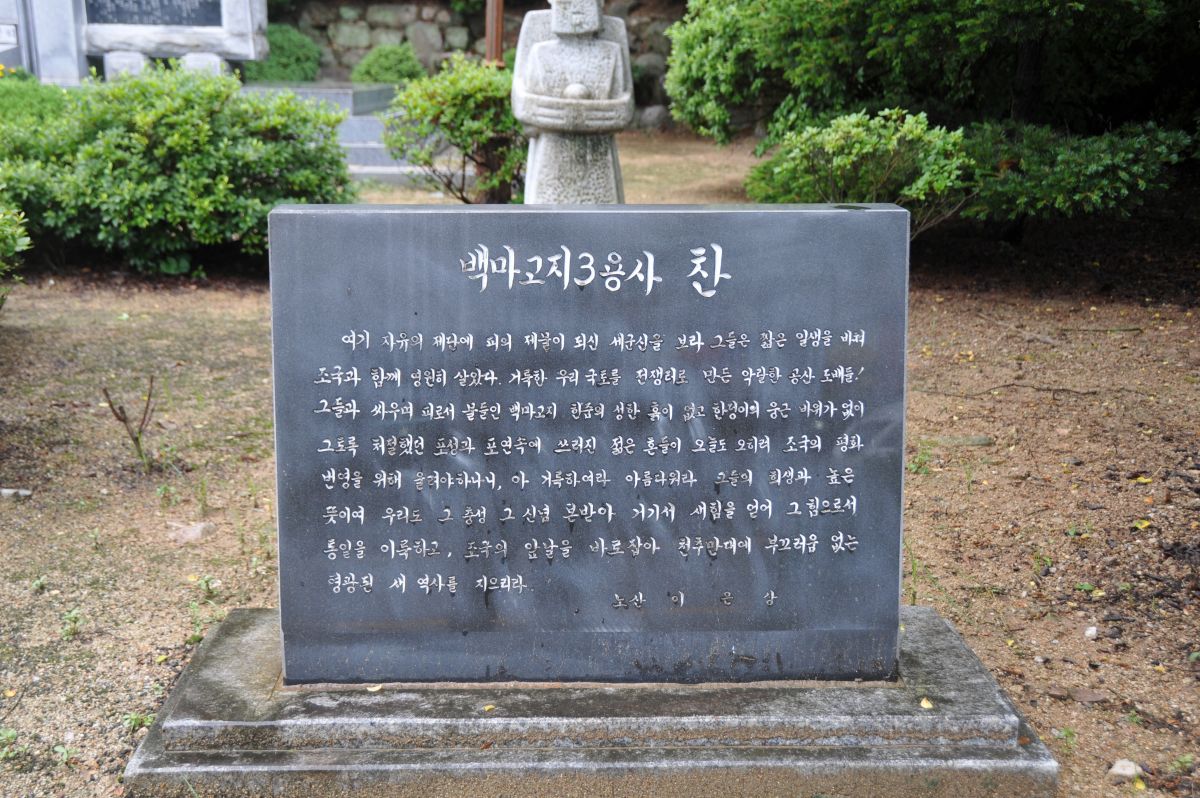 백마고지3용사 찬
여기 자유의 제단에 피의 제물이 되신 세군신을 보라 그들은 짧은 일생을 바쳐
조국과 함께 영원히 살았다. 거룩한 우리 국토를 전쟁터로 만든 악랄한 공산 도배들!
그들과 싸우며 피로서 물들인 백마고지 한줌의 성한 흙이 없고 한덩이의 웅근 바위가 없이
그토록 처절했던 포성과 포연속에 쓰러진 젊은 혼들이 오늘도 오히려 조국의 평화
번영을 위해 울려야하나니, 아 거룩하여라 아름다워라 그들의 희생과 높은
뜻이여 우리도 그 충성 그 신념 본받아 거기서 새힘을 얻어 그 힘으로서
통일을 이룩하고, 조국의 앞날을 바로잡아 천추만대에 부끄러움 없는
영광된 새 역사를 지으리라.
노산 이 은 상